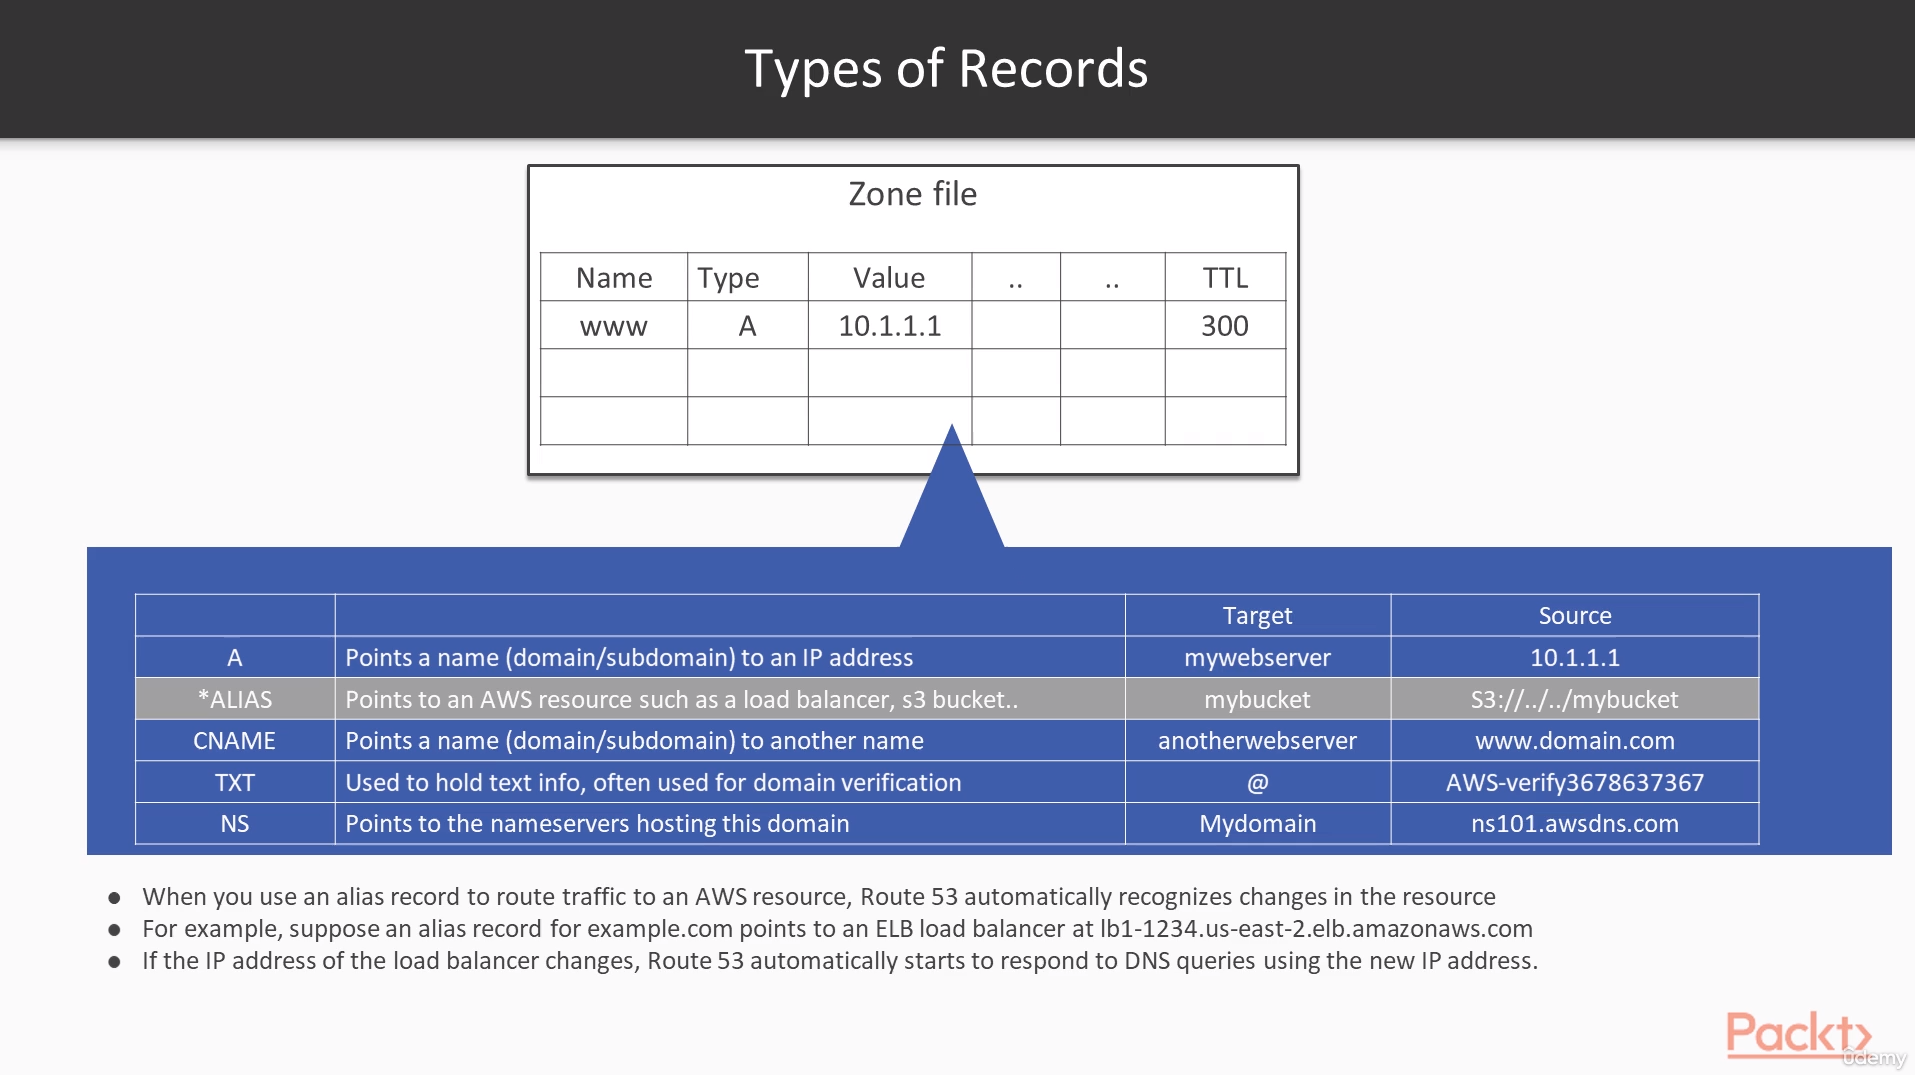 Types of Records
Zone file
Name Type Value .. .. TTL
www A 10.1.1.1 300
Target Source
A Points a name (domain/subdomain) to an IP address mywebserver 10.1.1.1
*ALIAS Points to an AWS resource such as a load balancer, s3 bucket.. mybucket S3://../../mybucket
CNAME Points a name (domain/subdomain) to another name anotherwebserver www.domain.com
TXT Used to hold text info, often used for domain verification @ AWS-verify3678637367
NS Points to the nameservers hosting this domain Mydomain ns101.awsdns.com
● When you use an alias record to route traffic to an AWS resource, Route 53 automatically recognizes changes in the resource
● For example, suppose an alias record for example.com points to an ELB load balancer at lb1-1234.us-east-2.elb.amazonaws.com
● If the IP address of the load balancer changes, Route 53 automatically starts to respond to DNS queries using the new IP address.
Packt>
ûdemy